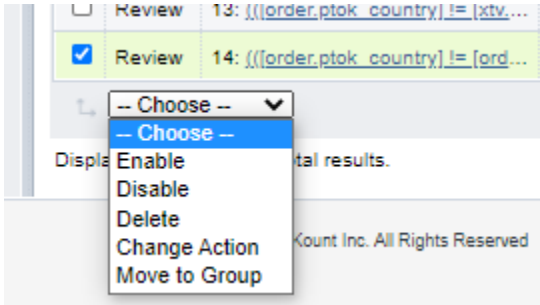 Review 13: (([order.ptok_country] != [xtv....
Review 14: (([order.ptok_country] != [ord...
-- Choose --
-- Choose --
Enable
Displa
tal results.
Disable
Delete
Change Action
Kount Inc. All Rights Reserved
Move to Group